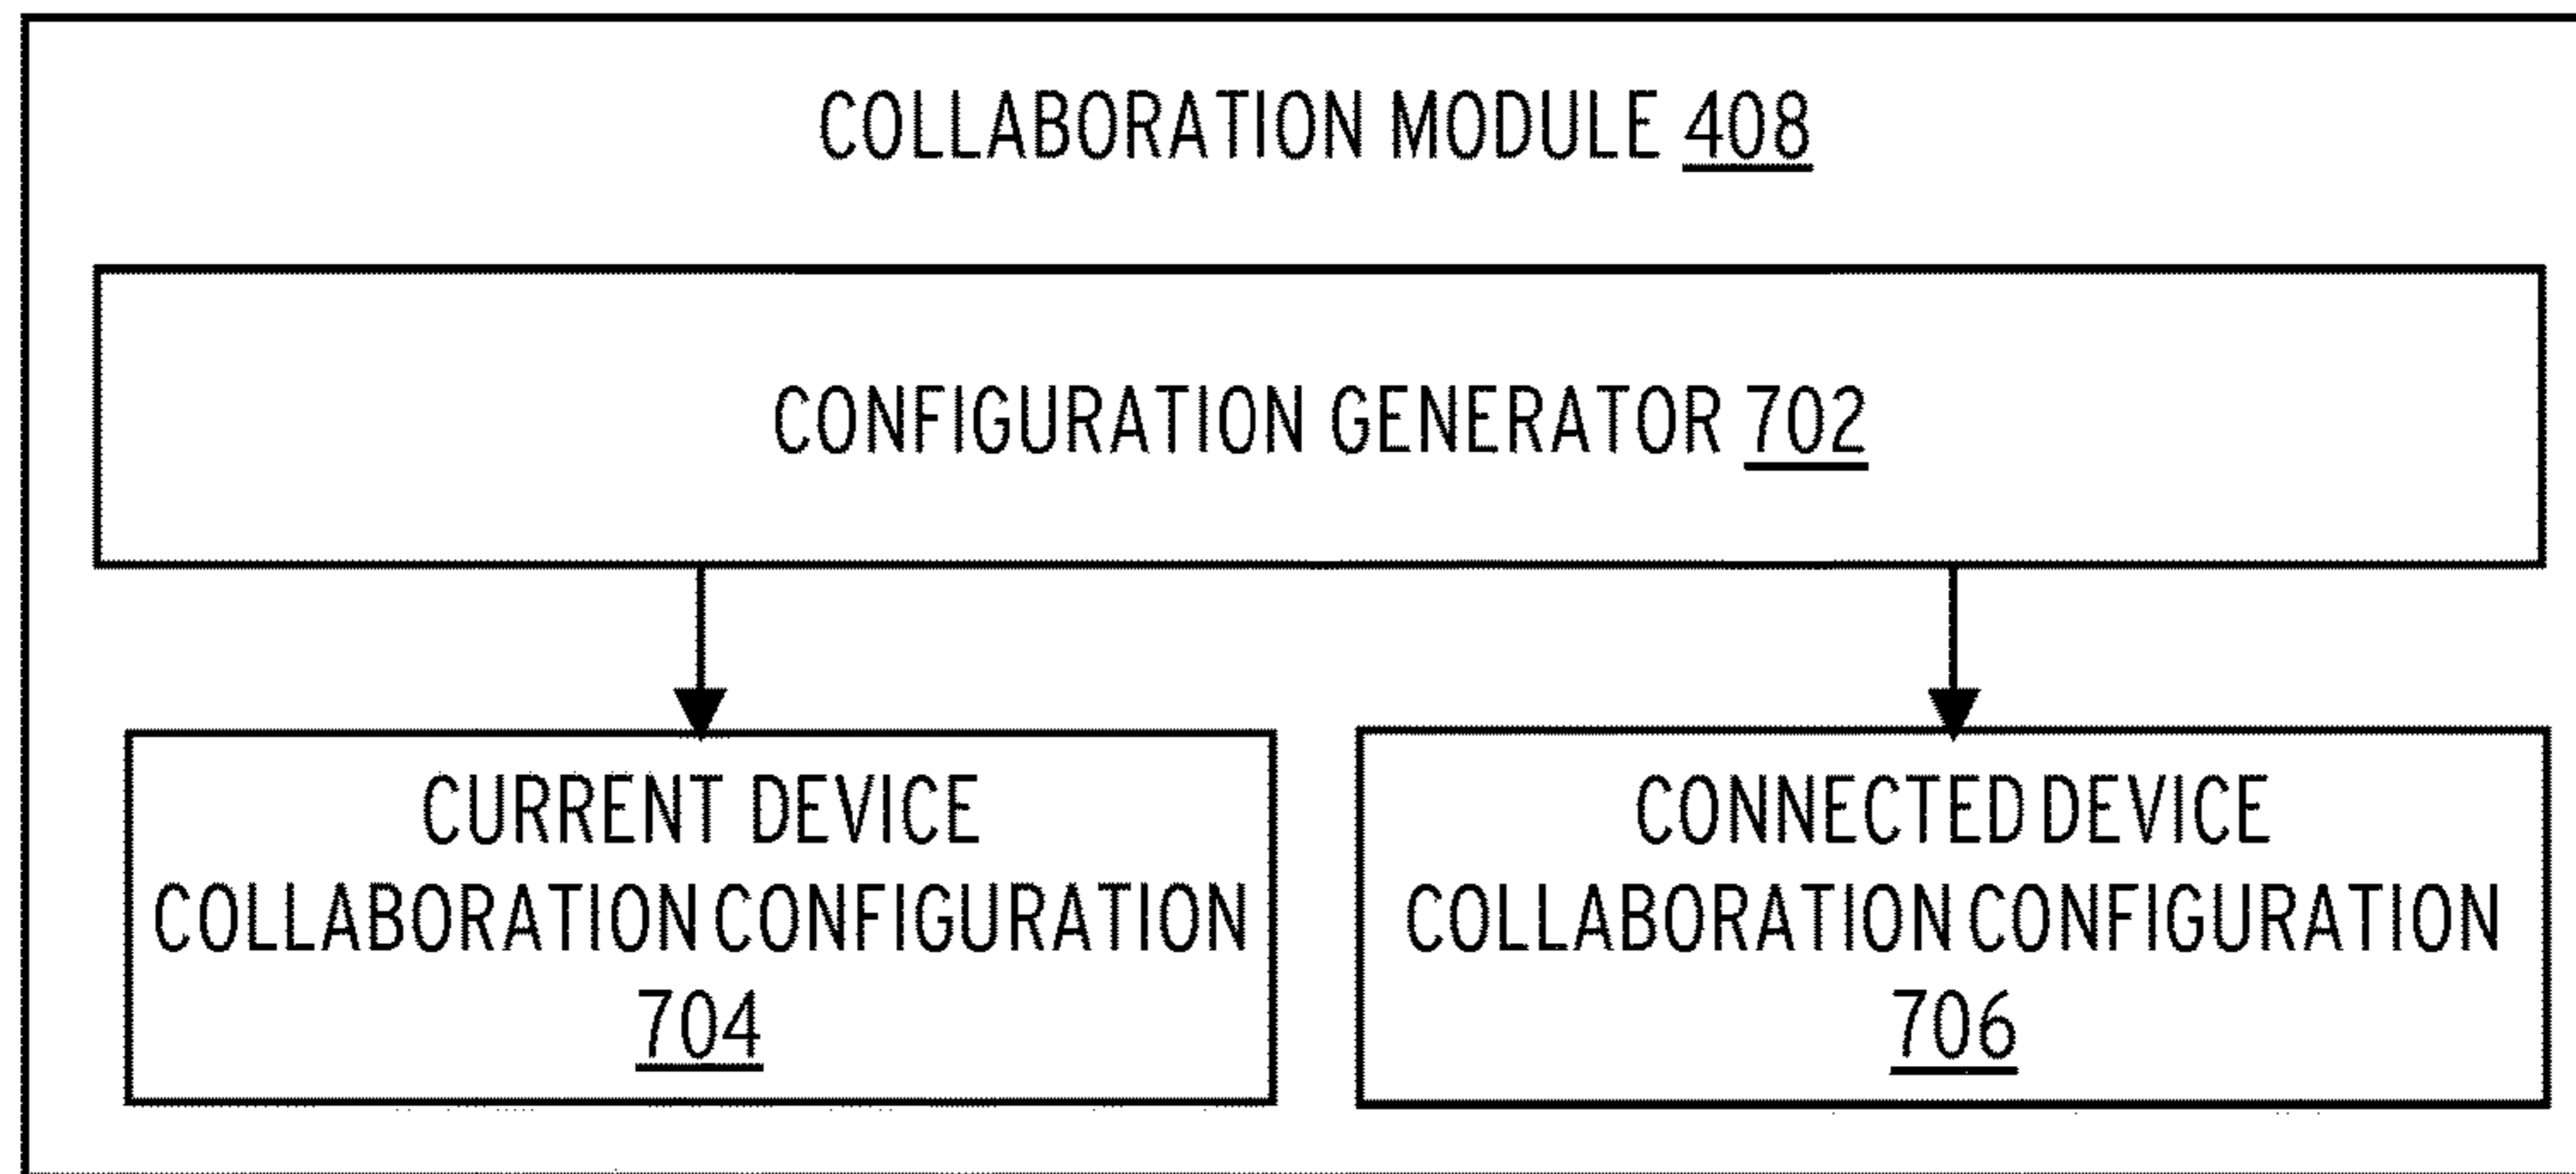 COLLABORATION MODULE 408
CONFIGURATION GENERATOR 702
CURRENT DEVICE
COLLABORATION CONFIGURATION
704
CONNECTED DEVICE
COLLABORATION CONFIGURATION
706